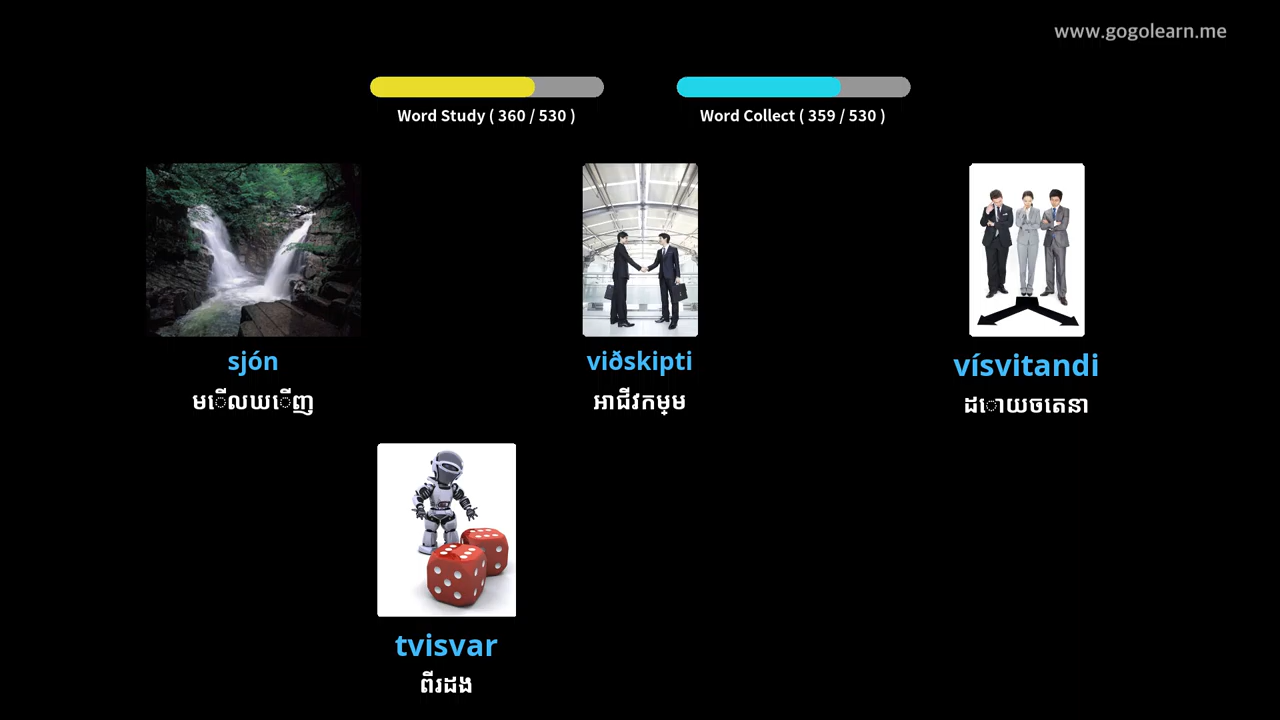 www.gogolearn.me
Word Study ( 360 / 530 )
Word Collect ( 359 / 530 )
sjón
viðskipti
vísvitandi
មើលឃើញ
អាជីវកម្ម
ដោយចេតនា
tvisvar
ពីរដង